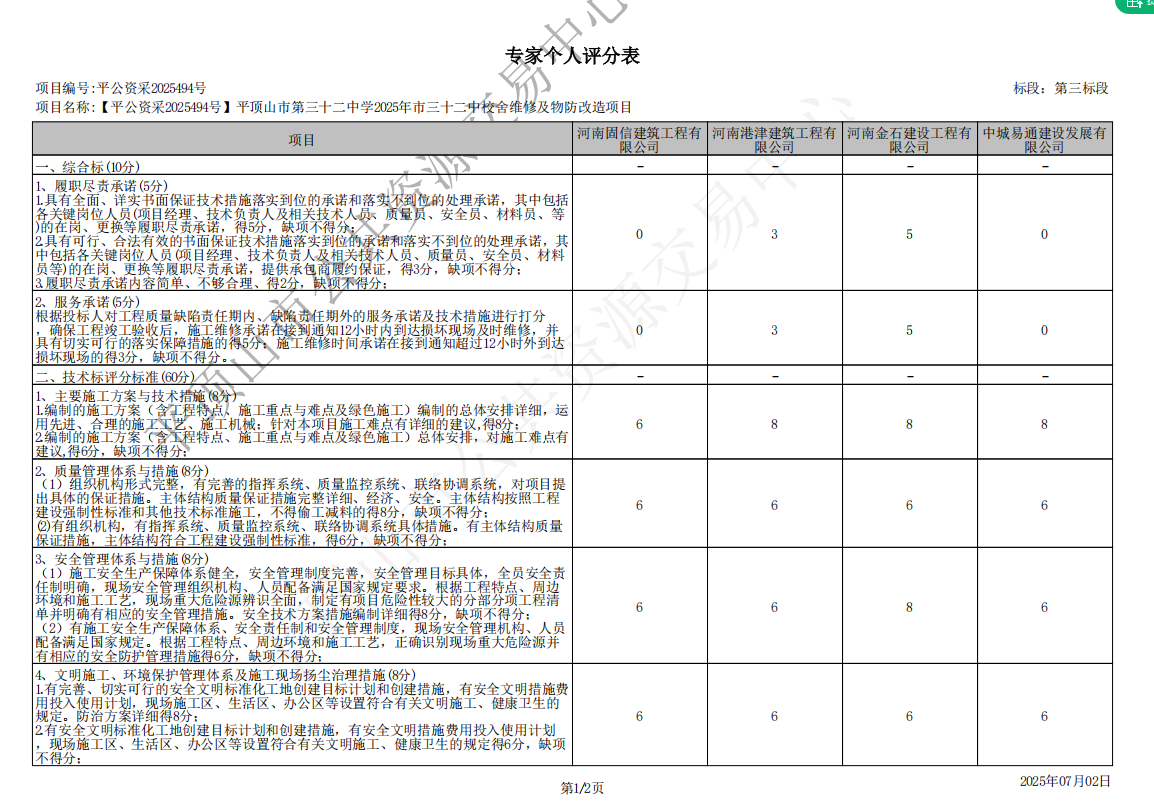 专家个人评分表
项目编号:平公资采2025494号
标段：第三标段
项目名称:【平公资采2025494号】平顶山市第三十二中学2025年市三十二中校舍维修及物防改造项目
项目
河南固信建筑工程有
限公司
河南港津建筑工程有
限公司
河南金石建设工程有
限公司
中城易通建设发展有
限公司
一、综合标(10分)
–
–
–
–
1、履职尽责承诺(5分)
1.具有全面、详实书面保证技术措施落实到位的承诺和落实不到位的处理承诺，其中包括
各关键岗位人员(项目经理、技术负责人及相关技术人员、质量员、安全员、材料员、等
)的在岗、更换等履职尽责承诺，得5分，缺项不得分；
2.具有可行、合法有效的书面保证技术措施落实到位的承诺和落实不到位的处理承诺，其
中包括各关键岗位人员(项目经理、技术负责人及相关技术人员、质量员、安全员、材料
员等)的在岗、更换等履职尽责承诺，提供承包商履约保证，得3分，缺项不得分；
3.履职尽责承诺内容简单、不够合理、得2分，缺项不得分；
0
3
5
0
2、服务承诺(5分)
根据投标人对工程质量缺陷责任期内、缺陷责任期外的服务承诺及技术措施进行打分
，确保工程竣工验收后，施工维修承诺在接到通知12小时内到达损坏现场及时维修，并
具有切实可行的落实保障措施的得5分，施工维修时间承诺在接到通知超过12小时外到达
损坏现场的得3分，缺项不得分。
0
3
5
0
二、技术标评分标准(60分)
–
–
–
–
1、主要施工方案与技术措施(8分)
1.编制的施工方案（含工程特点、施工重点与难点及绿色施工）编制的总体安排详细，运
用先进、合理的施工工艺、施工机械；针对本项目施工难点有详细的建议,得8分；
2.编制的施工方案（含工程特点、施工重点与难点及绿色施工）总体安排，对施工难点有
建议,得6分，缺项不得分；
6
8
8
8
2、质量管理体系与措施(8分)
（1）组织机构形式完整，有完善的指挥系统、质量监控系统、联络协调系统，对项目提
出具体的保证措施。主体结构质量保证措施完整详细、经济、安全。主体结构按照工程
建设强制性标准和其他技术标准施工，不得偷工减料的得8分，缺项不得分；
(2)有组织机构，有指挥系统、质量监控系统、联络协调系统具体措施。有主体结构质量
保证措施，主体结构符合工程建设强制性标准，得6分，缺项不得分；
6
6
6
6
3、安全管理体系与措施(8分)
（1）施工安全生产保障体系健全，安全管理制度完善，安全管理目标具体，全员安全责
任制明确，现场安全管理组织机构、人员配备满足国家规定要求。根据工程特点、周边
环境和施工工艺，现场重大危险源辨识全面，制定有项目危险性较大的分部分项工程清
单并明确有相应的安全管理措施。安全技术方案措施编制详细得8分，缺项不得分；
（2）有施工安全生产保障体系、安全责任制和安全管理制度，现场安全管理机构、人员
配备满足国家规定。根据工程特点、周边环境和施工工艺，正确识别现场重大危险源并
有相应的安全防护管理措施得6分，缺项不得分；
6
6
8
6
4、文明施工、环境保护管理体系及施工现场扬尘治理措施(8分)
1.有完善、切实可行的安全文明标准化工地创建目标计划和创建措施，有安全文明措施费
用投入使用计划，现场施工区、生活区、办公区等设置符合有关文明施工、健康卫生的
规定。防治方案详细得8分；
2.有安全文明标准化工地创建目标计划和创建措施，有安全文明措施费用投入使用计划
，现场施工区、生活区、办公区等设置符合有关文明施工、健康卫生的规定得6分，缺项
不得分；
6
6
6
6
第1/2页
2025年07月02日
平顶山市公共资源交易中心